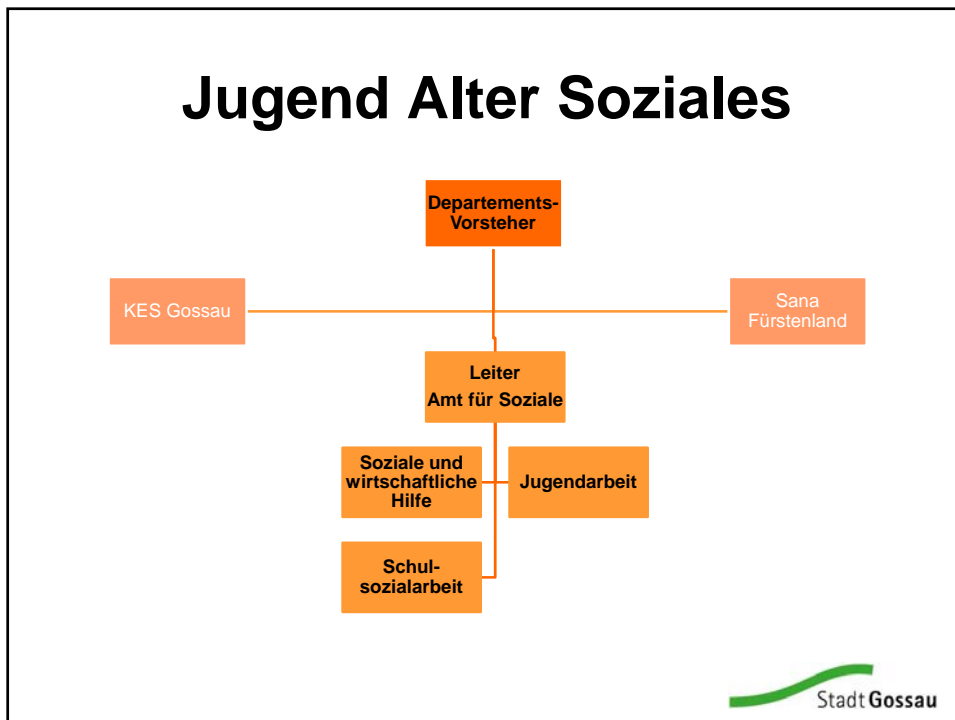 Jugend Alter Soziales
Departements-
Vorsteher
KES Gossau
Sana
Fürstenland
Leiter
Amt für Soziale
Soziale und
wirtschaftliche
Hilfe
Jugendarbeit
Schul-
sozialarbeit
Stadt Gossau